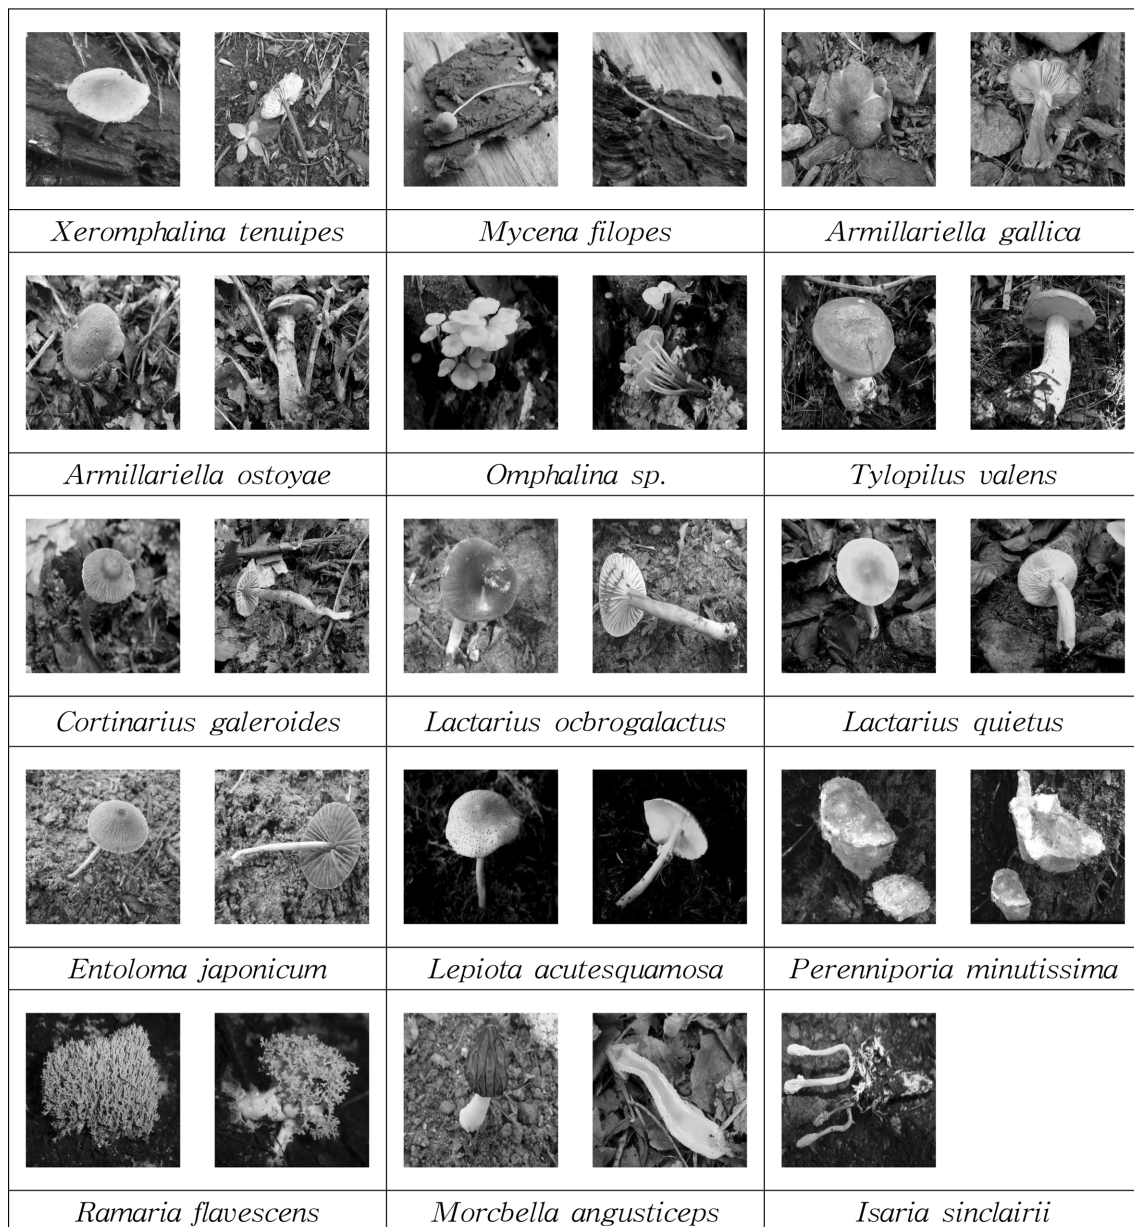 Xeromphalina tenuipes
Mycena filopes
Armillariella gallica
Armillariella ostoyae
Omphalina sp.
Tylopilus valens
Cortinarius galeroides
Lactarius ocbrogalactus
Lactarius quietus
Entoloma japonicum
Lepiota acutesquamosa
Perenniporia minutissima
Ramaria flavescens
Morcbella angusticeps
Isaria sinclairii